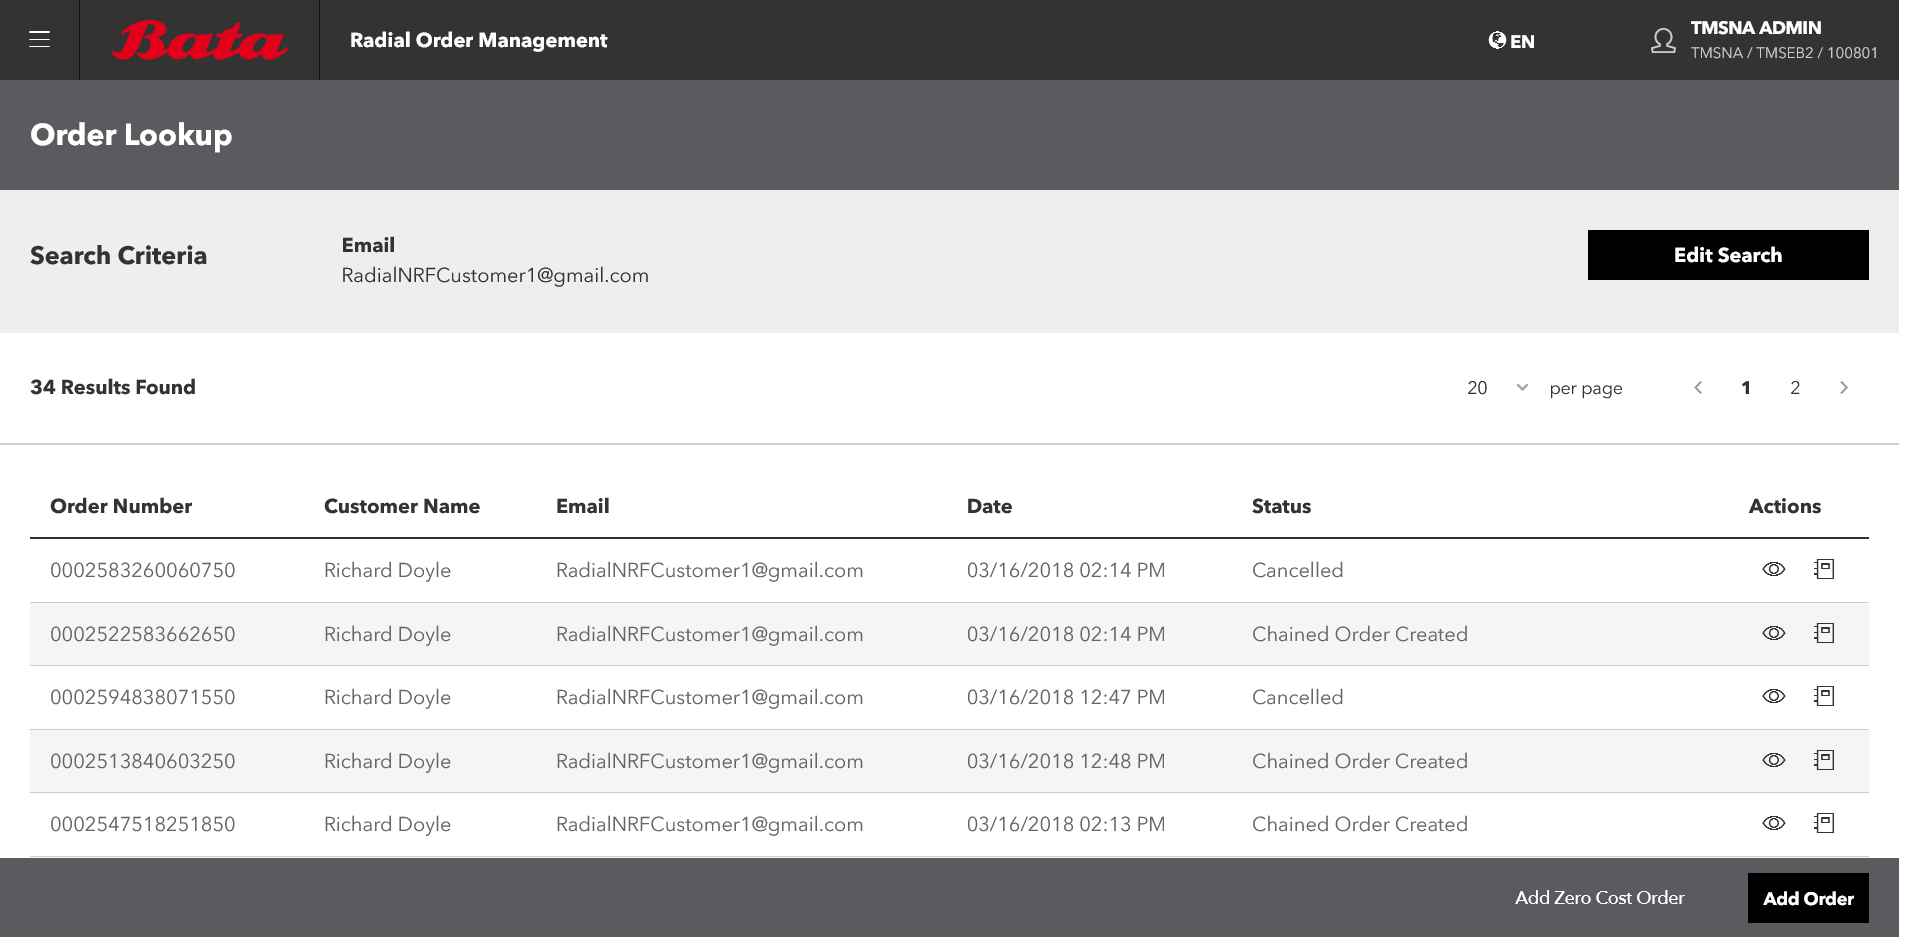 Bata
Radial Order Management
EN
TMSNA ADMIN
TMSNA / TMSEB2 / 100801
Order Lookup
Search Criteria
Email
RadialNRFCustomer1@gmail.com
Edit Search
34 Results Found
20 per page 1 2
Order Number Customer Name Email Date Status Actions
0002583260060750 Richard Doyle RadialNRFCustomer1@gmail.com 03/16/2018 02:14 PM Cancelled
0002522583662650 Richard Doyle RadialNRFCustomer1@gmail.com 03/16/2018 02:14 PM Chained Order Created
0002594838071550 Richard Doyle RadialNRFCustomer1@gmail.com 03/16/2018 12:47 PM Cancelled
0002513840603250 Richard Doyle RadialNRFCustomer1@gmail.com 03/16/2018 12:48 PM Chained Order Created
0002547518251850 Richard Doyle RadialNRFCustomer1@gmail.com 03/16/2018 02:13 PM Chained Order Created
Add Zero Cost Order
Add Order